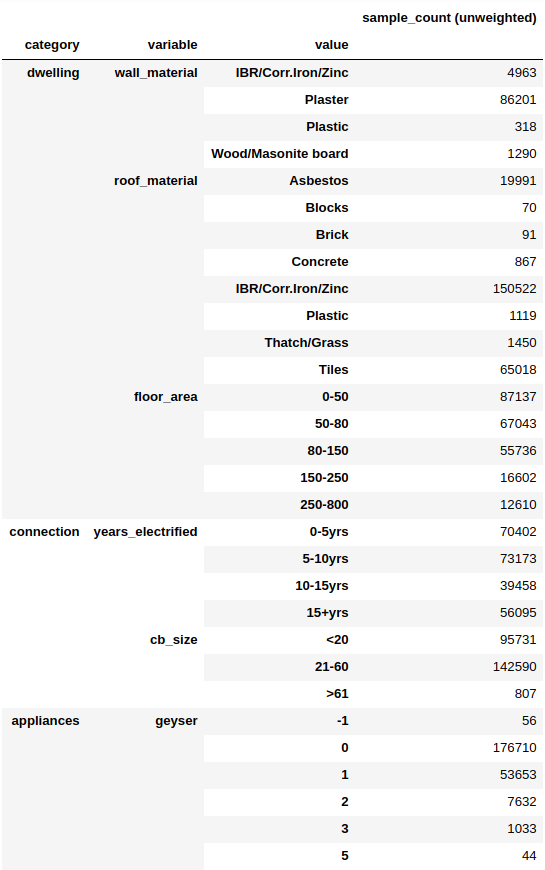 sample_count (unweighted)
category variable value
dwelling wall_material IBR/Corr.Iron/Zinc 4963
Plaster 86201
Plastic 318
Wood/Masonite board 1290
roof_material Asbestos 19991
Blocks 70
Brick 91
Concrete 867
IBR/Corr.Iron/Zinc 150522
Plastic 1119
Thatch/Grass 1450
Tiles 65018
floor_area 0-50 87137
50-80 67043
80-150 55736
150-250 16602
250-800 12610
connection years_electrified 0-5yrs 70402
5-10yrs 73173
10-15yrs 39458
15+yrs 56095
cb_size <20 95731
21-60 142590
>61 807
appliances geyser -1 56
0 176710
1 53653
2 7632
3 1033
5 44